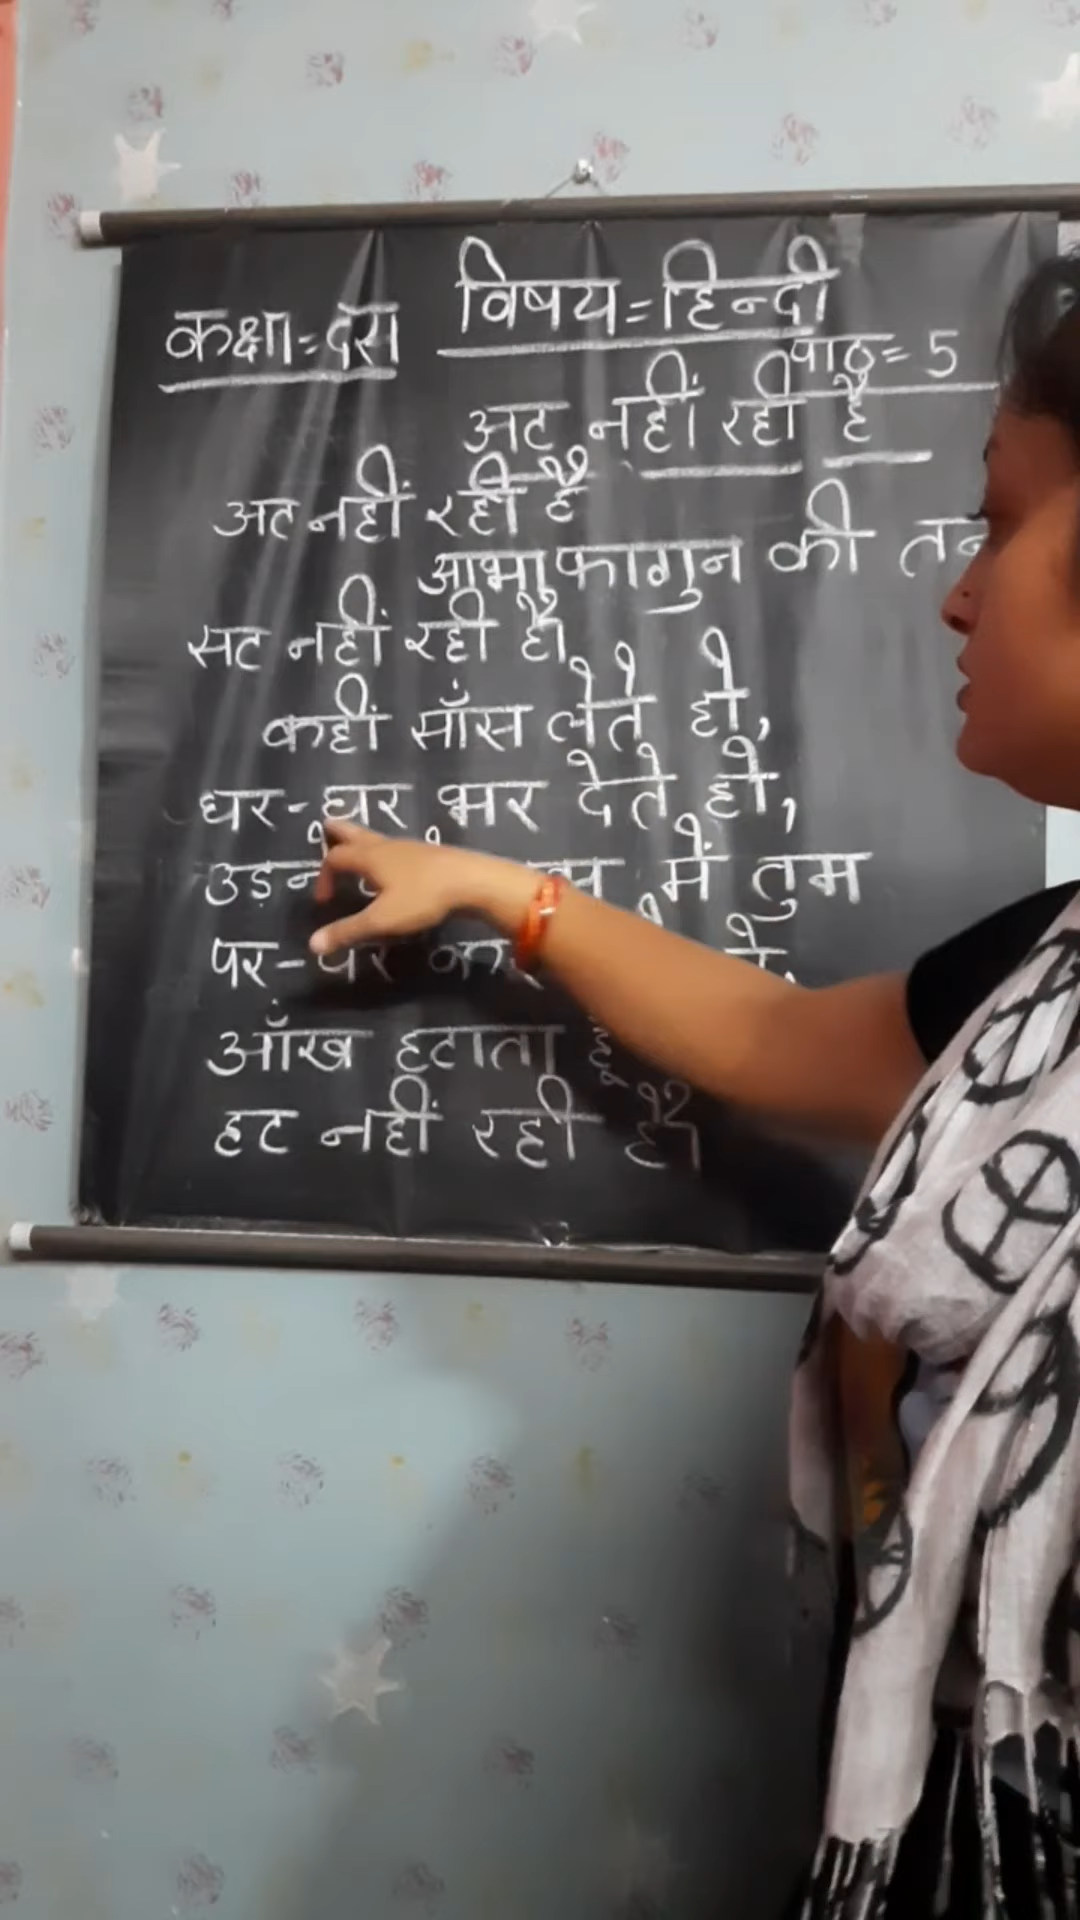 विषय=हिन्दी
कक्षा=दस
पाठ=5
अट नहीं रही है
अट नहीं रही है
आभा फागुन की
सट नहीं रही है।
कहीं साँस लेते हो,
घर-घर भर देते हो,
उड़ने में तुम
पर-पर कर
आँख हटाता हूँ
हट नहीं रही है।